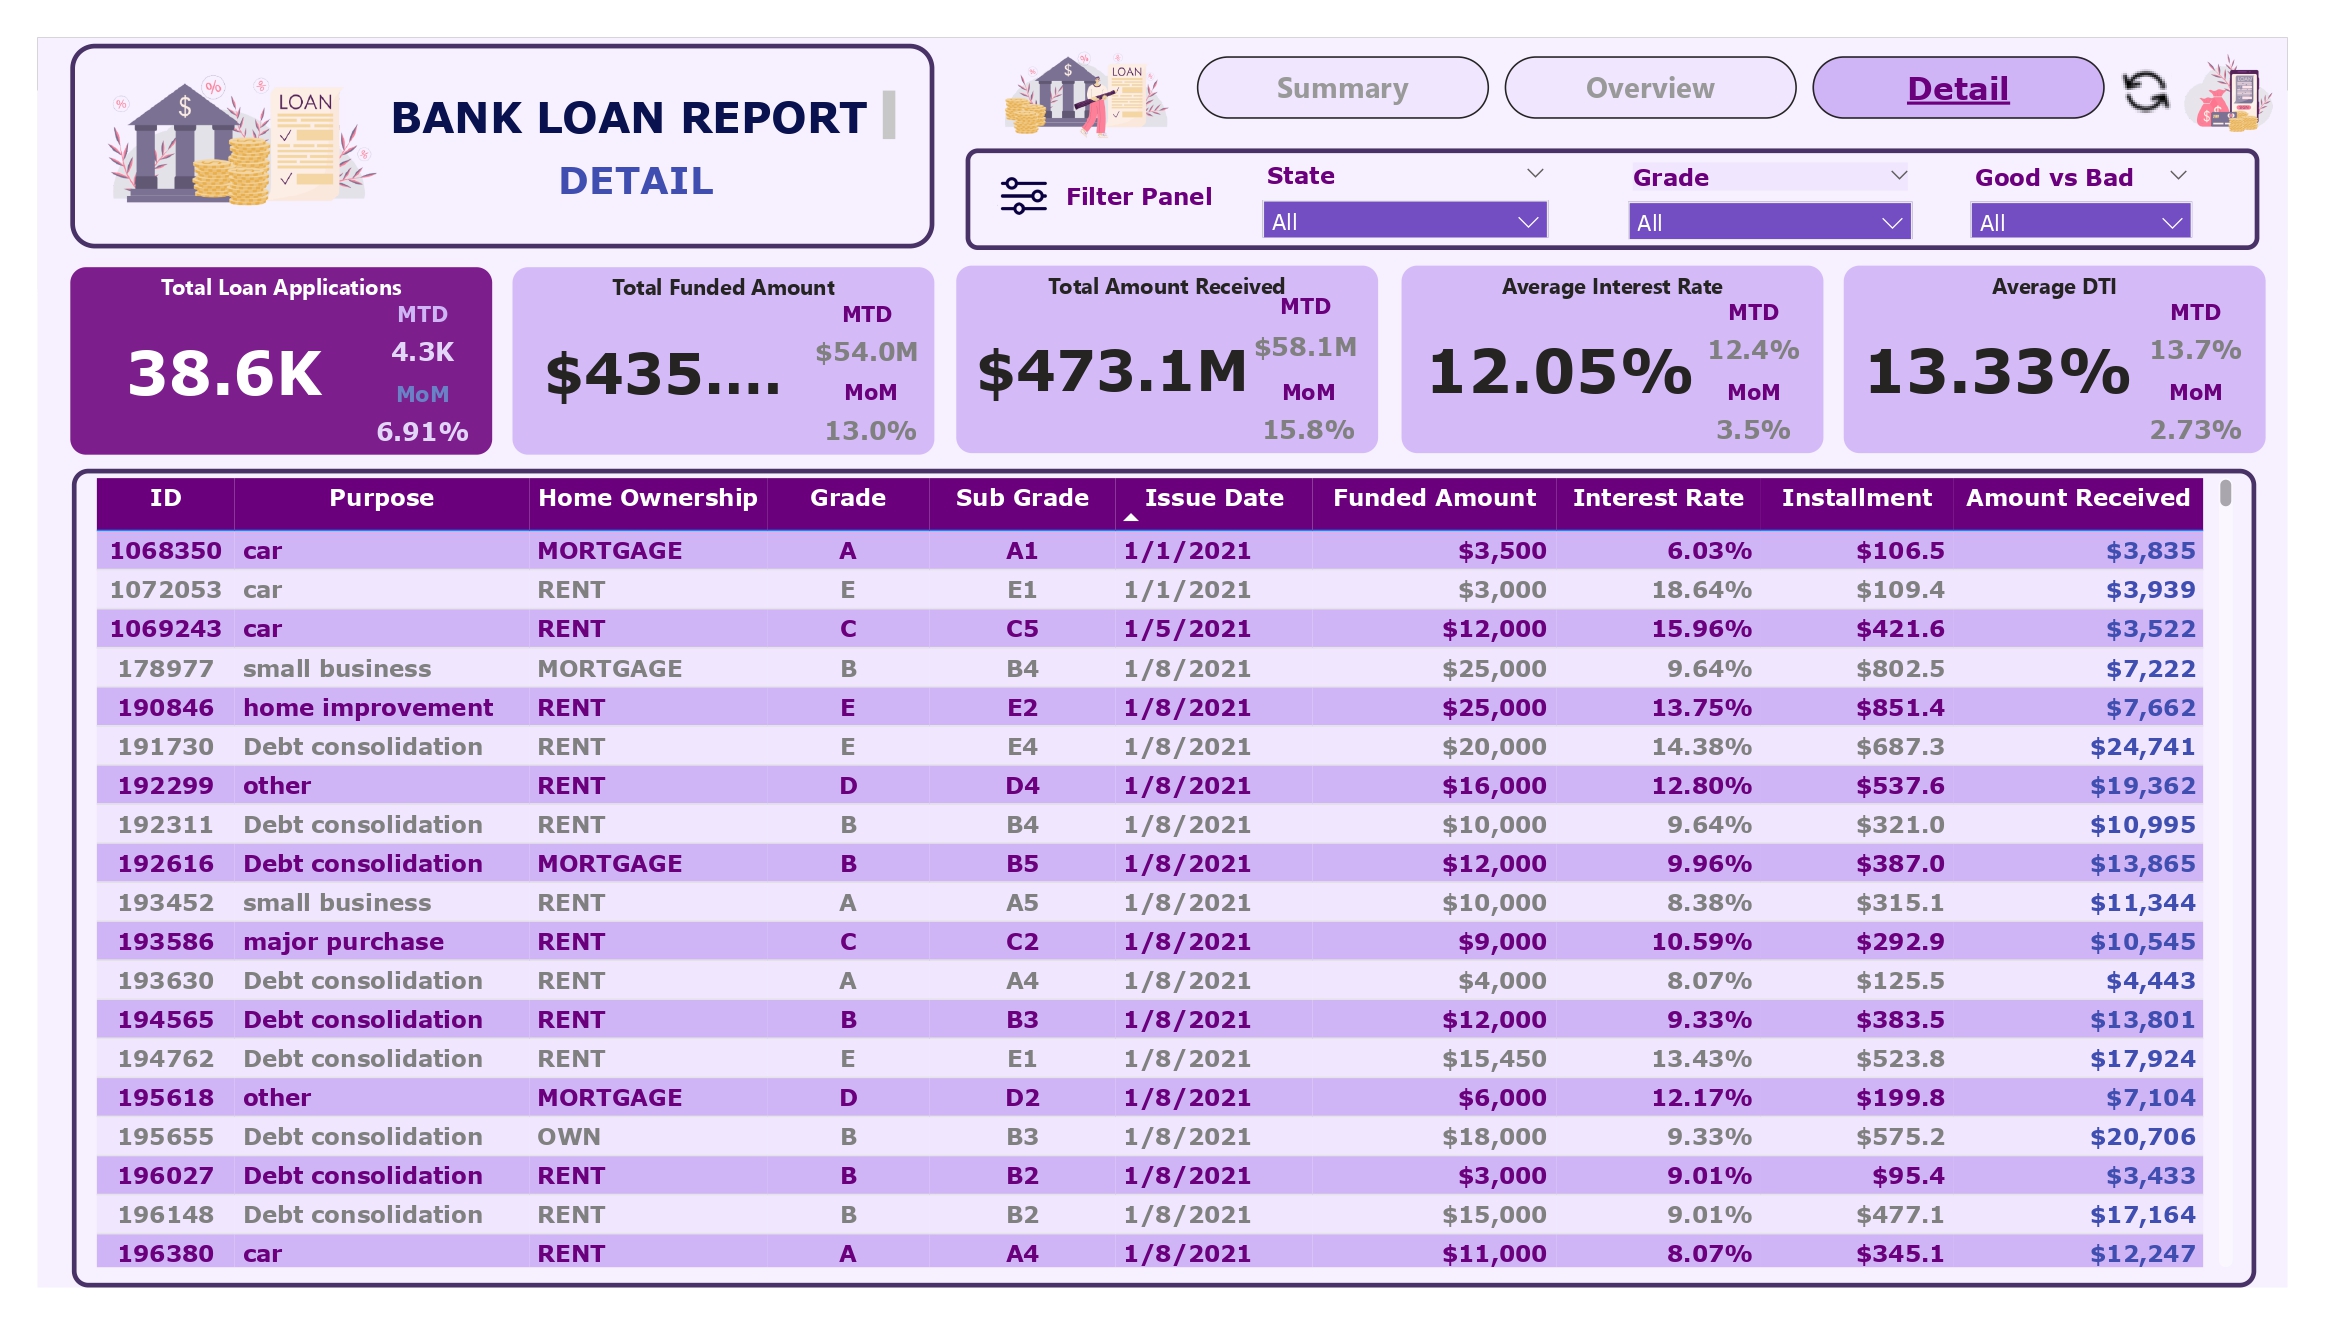 BANK LOAN REPORT
DETAIL
LOAN
$
%
%
%
%
LOAN
$
Summary
Overview
Detail
Filter Panel
State
All
Grade
All
Good vs Bad
All
Total Loan Applications
38.6K
MTD
4.3K
MoM
6.91%
Total Funded Amount
$435....
MTD
$54.0M
MoM
13.0%
Total Amount Received
$473.1M
MTD
$58.1M
MoM
15.8%
Average Interest Rate
12.05%
MTD
12.4%
MoM
3.5%
Average DTI
13.33%
MTD
13.7%
MoM
2.73%
ID Purpose Home Ownership Grade Sub Grade Issue Date Funded Amount Interest Rate Installment Amount Received
1068350 car MORTGAGE A A1 1/1/2021 $3,500 6.03% $106.5 $3,835
1072053 car RENT E E1 1/1/2021 $3,000 18.64% $109.4 $3,939
1069243 car RENT C C5 1/5/2021 $12,000 15.96% $421.6 $3,522
178977 small business MORTGAGE B B4 1/8/2021 $25,000 9.64% $802.5 $7,222
190846 home improvement RENT E E2 1/8/2021 $25,000 13.75% $851.4 $7,662
191730 Debt consolidation RENT E E4 1/8/2021 $20,000 14.38% $687.3 $24,741
192299 other RENT D D4 1/8/2021 $16,000 12.80% $537.6 $19,362
192311 Debt consolidation RENT B B4 1/8/2021 $10,000 9.64% $321.0 $10,995
192616 Debt consolidation MORTGAGE B B5 1/8/2021 $12,000 9.96% $387.0 $13,865
193452 small business RENT A A5 1/8/2021 $10,000 8.38% $315.1 $11,344
193586 major purchase RENT C C2 1/8/2021 $9,000 10.59% $292.9 $10,545
193630 Debt consolidation RENT A A4 1/8/2021 $4,000 8.07% $125.5 $4,443
194565 Debt consolidation RENT B B3 1/8/2021 $12,000 9.33% $383.5 $13,801
194762 Debt consolidation RENT E E1 1/8/2021 $15,450 13.43% $523.8 $17,924
195618 other MORTGAGE D D2 1/8/2021 $6,000 12.17% $199.8 $7,104
195655 Debt consolidation OWN B B3 1/8/2021 $18,000 9.33% $575.2 $20,706
196027 Debt consolidation RENT B B2 1/8/2021 $3,000 9.01% $95.4 $3,433
196148 Debt consolidation RENT B B2 1/8/2021 $15,000 9.01% $477.1 $17,164
196380 car RENT A A4 1/8/2021 $11,000 8.07% $345.1 $12,247